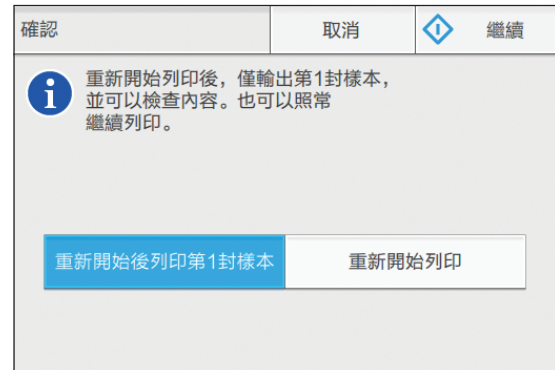 確認
取消
繼續
重新開始列印後，僅輸出第1封樣本，
並可以檢查內容。也可以照常
繼續列印。
重新開始後列印第1封樣本
重新開始列印